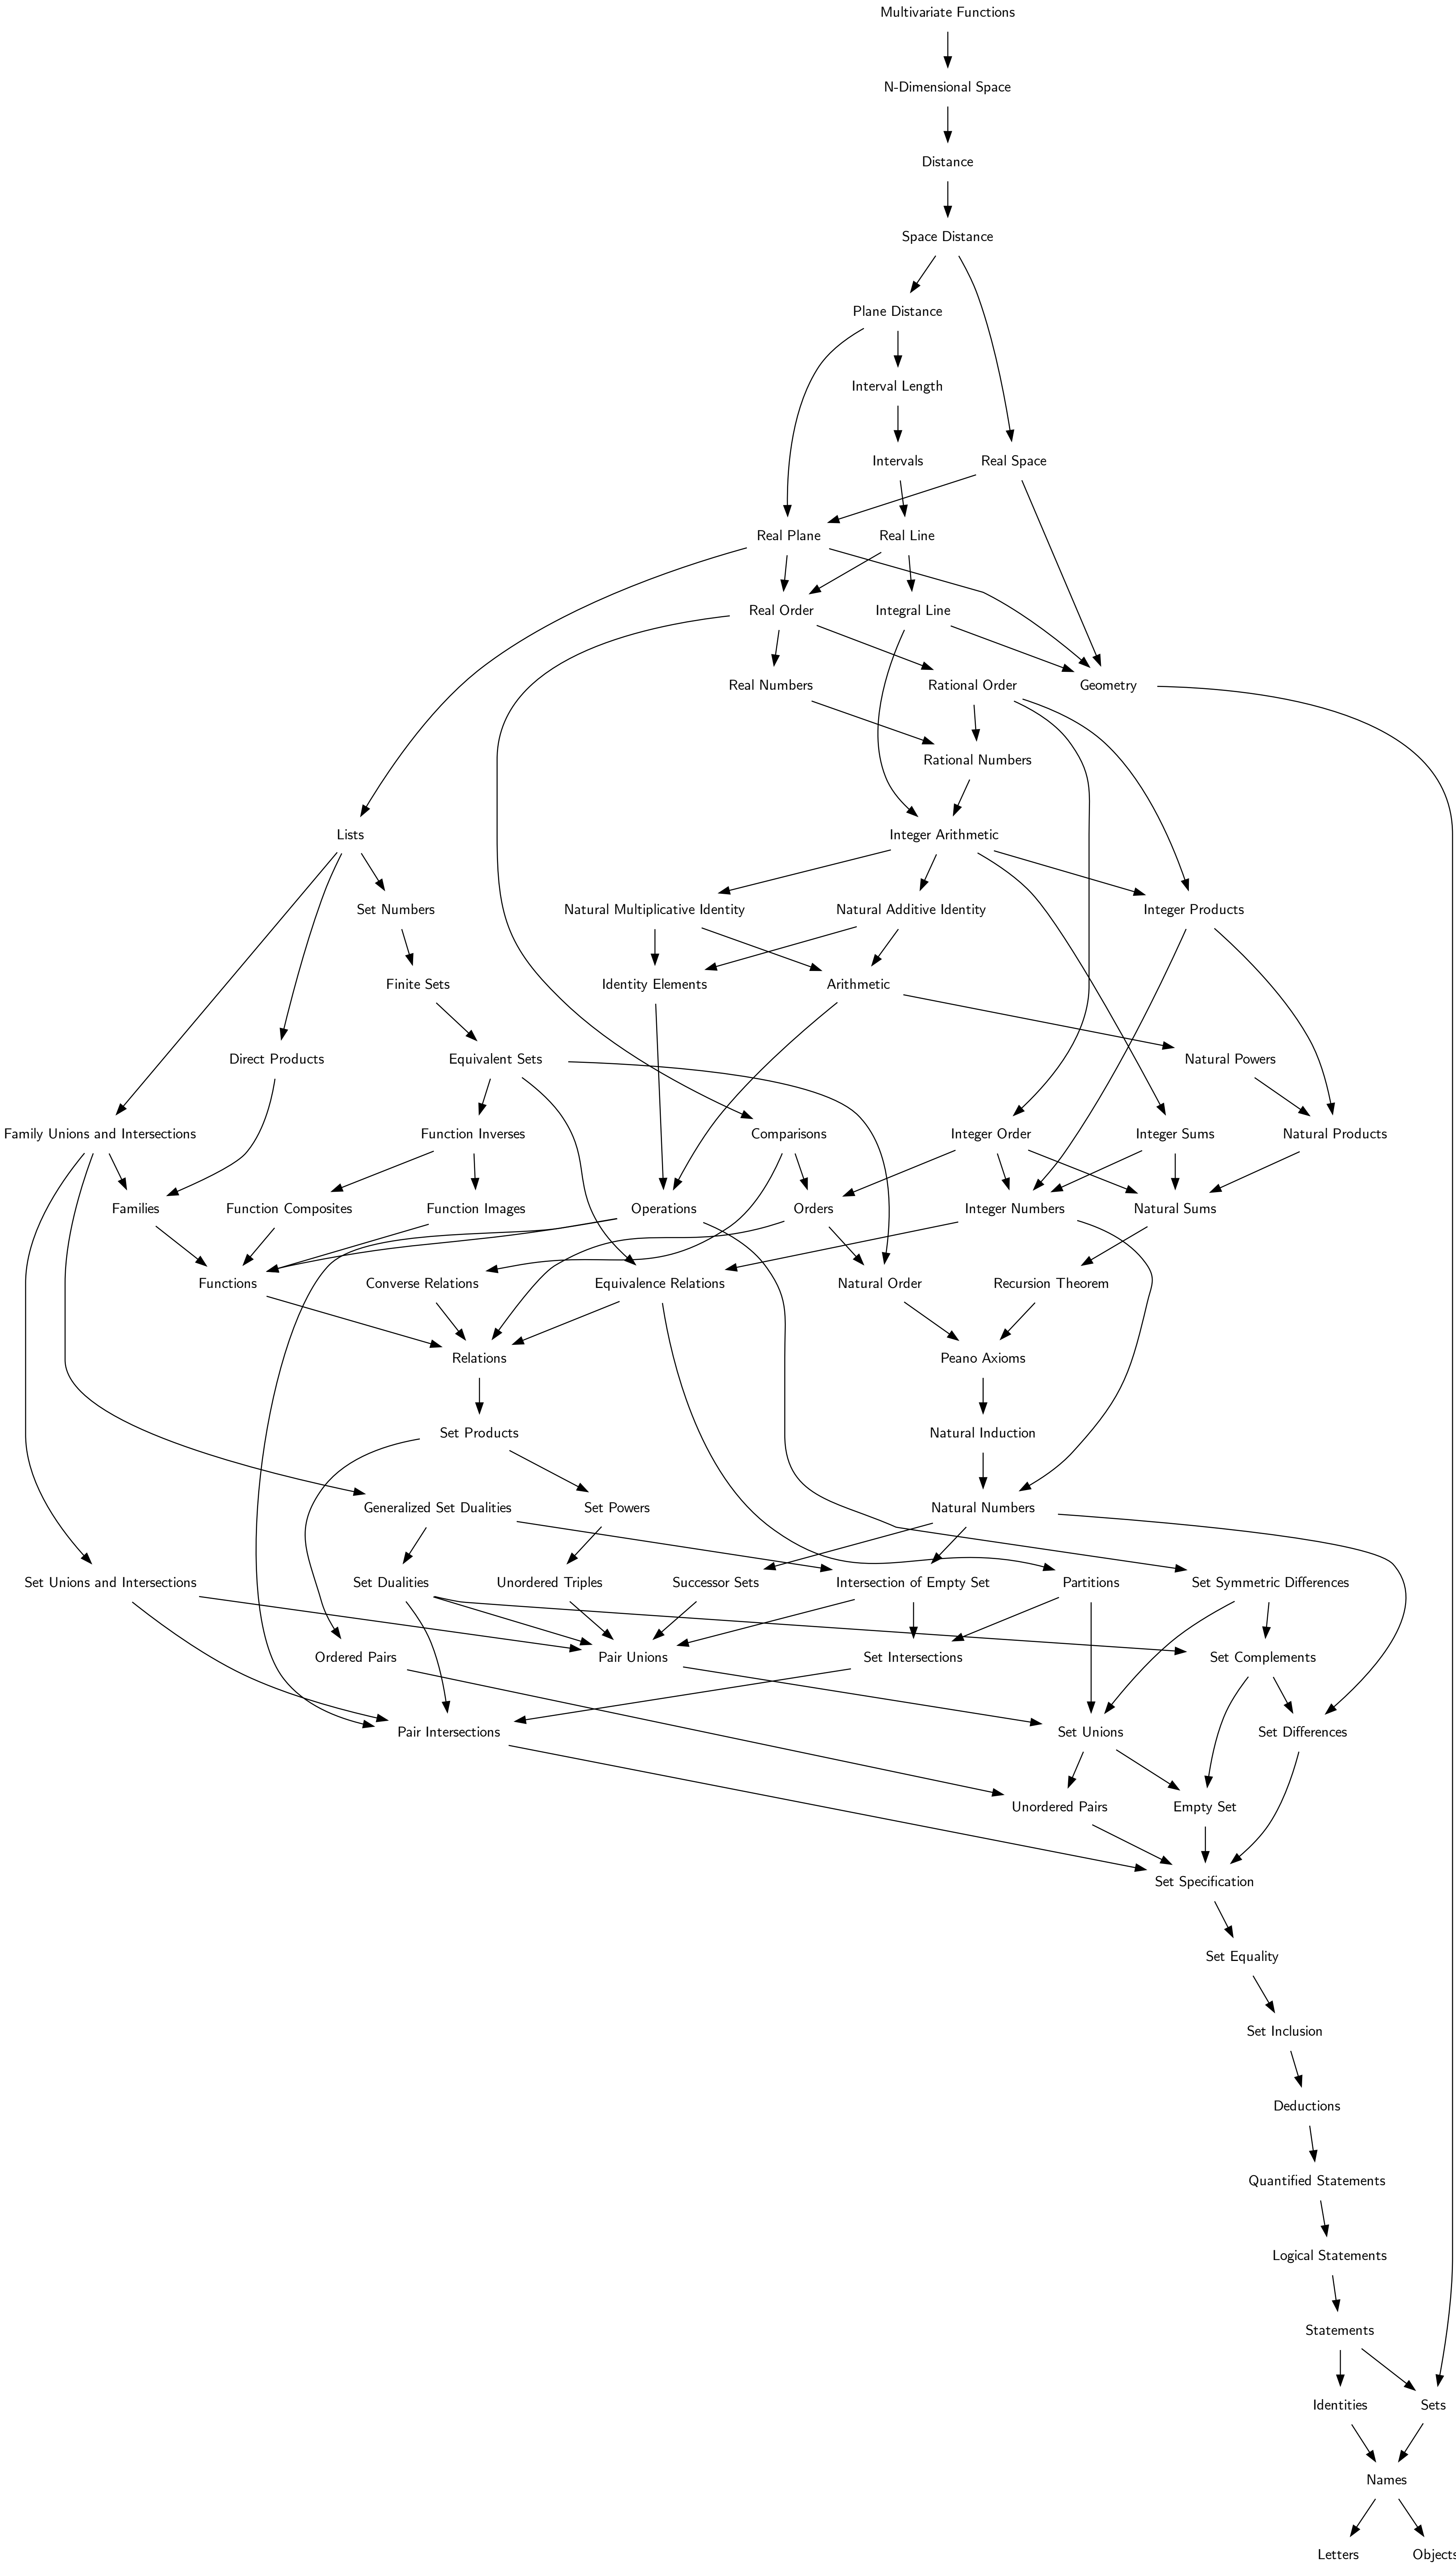 Multivariate Functions
N-Dimensional Space
Distance
Space Distance
Plane Distance
Interval Length
Intervals
Real Space
Real Plane
Real Line
Real Order
Integral Line
Real Numbers
Rational Order
Geometry
Rational Numbers
Lists
Integer Arithmetic
Set Numbers
Natural Multiplicative Identity
Natural Additive Identity
Integer Products
Finite Sets
Identity Elements
Arithmetic
Direct Products
Equivalent Sets
Natural Powers
Family Unions and Intersections
Function Inverses
Comparisons
Integer Order
Integer Sums
Natural Products
Families
Function Composites
Function Images
Operations
Orders
Integer Numbers
Natural Sums
Functions
Converse Relations
Equivalence Relations
Natural Order
Recursion Theorem
Relations
Peano Axioms
Set Products
Natural Induction
Generalized Set Dualities
Set Powers
Natural Numbers
Set Unions and Intersections
Set Dualities
Unordered Triples
Successor Sets
Intersection of Empty Set
Partitions
Set Symmetric Differences
Ordered Pairs
Pair Unions
Set Intersections
Set Complements
Pair Intersections
Set Unions
Set Differences
Unordered Pairs
Empty Set
Set Specification
Set Equality
Set Inclusion
Deductions
Quantified Statements
Logical Statements
Statements
Identities
Sets
Names
Letters
Objects